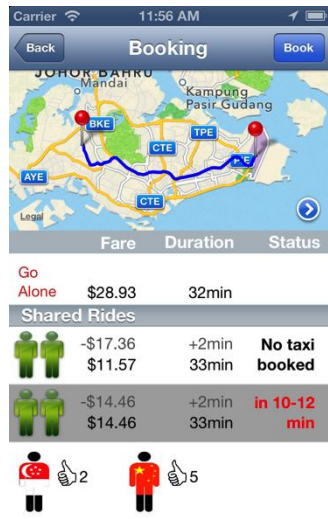 Carrier 11:56 AM
Back Booking Book
JOHOR BAHRU
Mandai
Kampung
Pasir Gudang
BKE
TPE
CTE
PIE
AYE
CTE
Legal
Fare Duration Status
Go
Alone $28.93 32min
Shared Rides
-$17.36 +2min No taxi
$11.57 33min booked
-$14.46 +2min in 10-12
$14.46 33min min
2 5